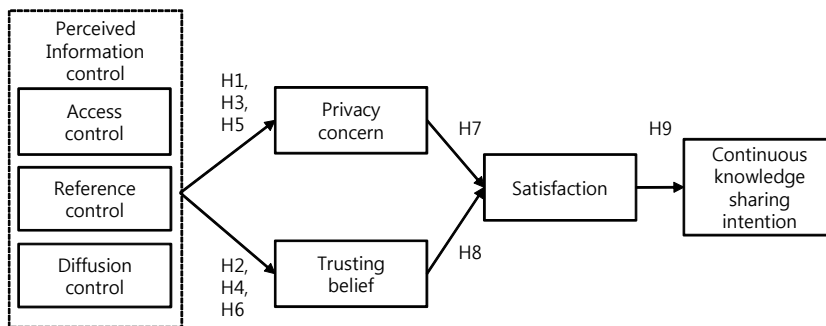 Perceived
Information
control
Access
control
Reference
control
Diffusion
control
H1,
H3,
H5
H2,
H4,
H6
Privacy
concern
Trusting
belief
H7
H8
Satisfaction
H9
Continuous
knowledge
sharing
intention